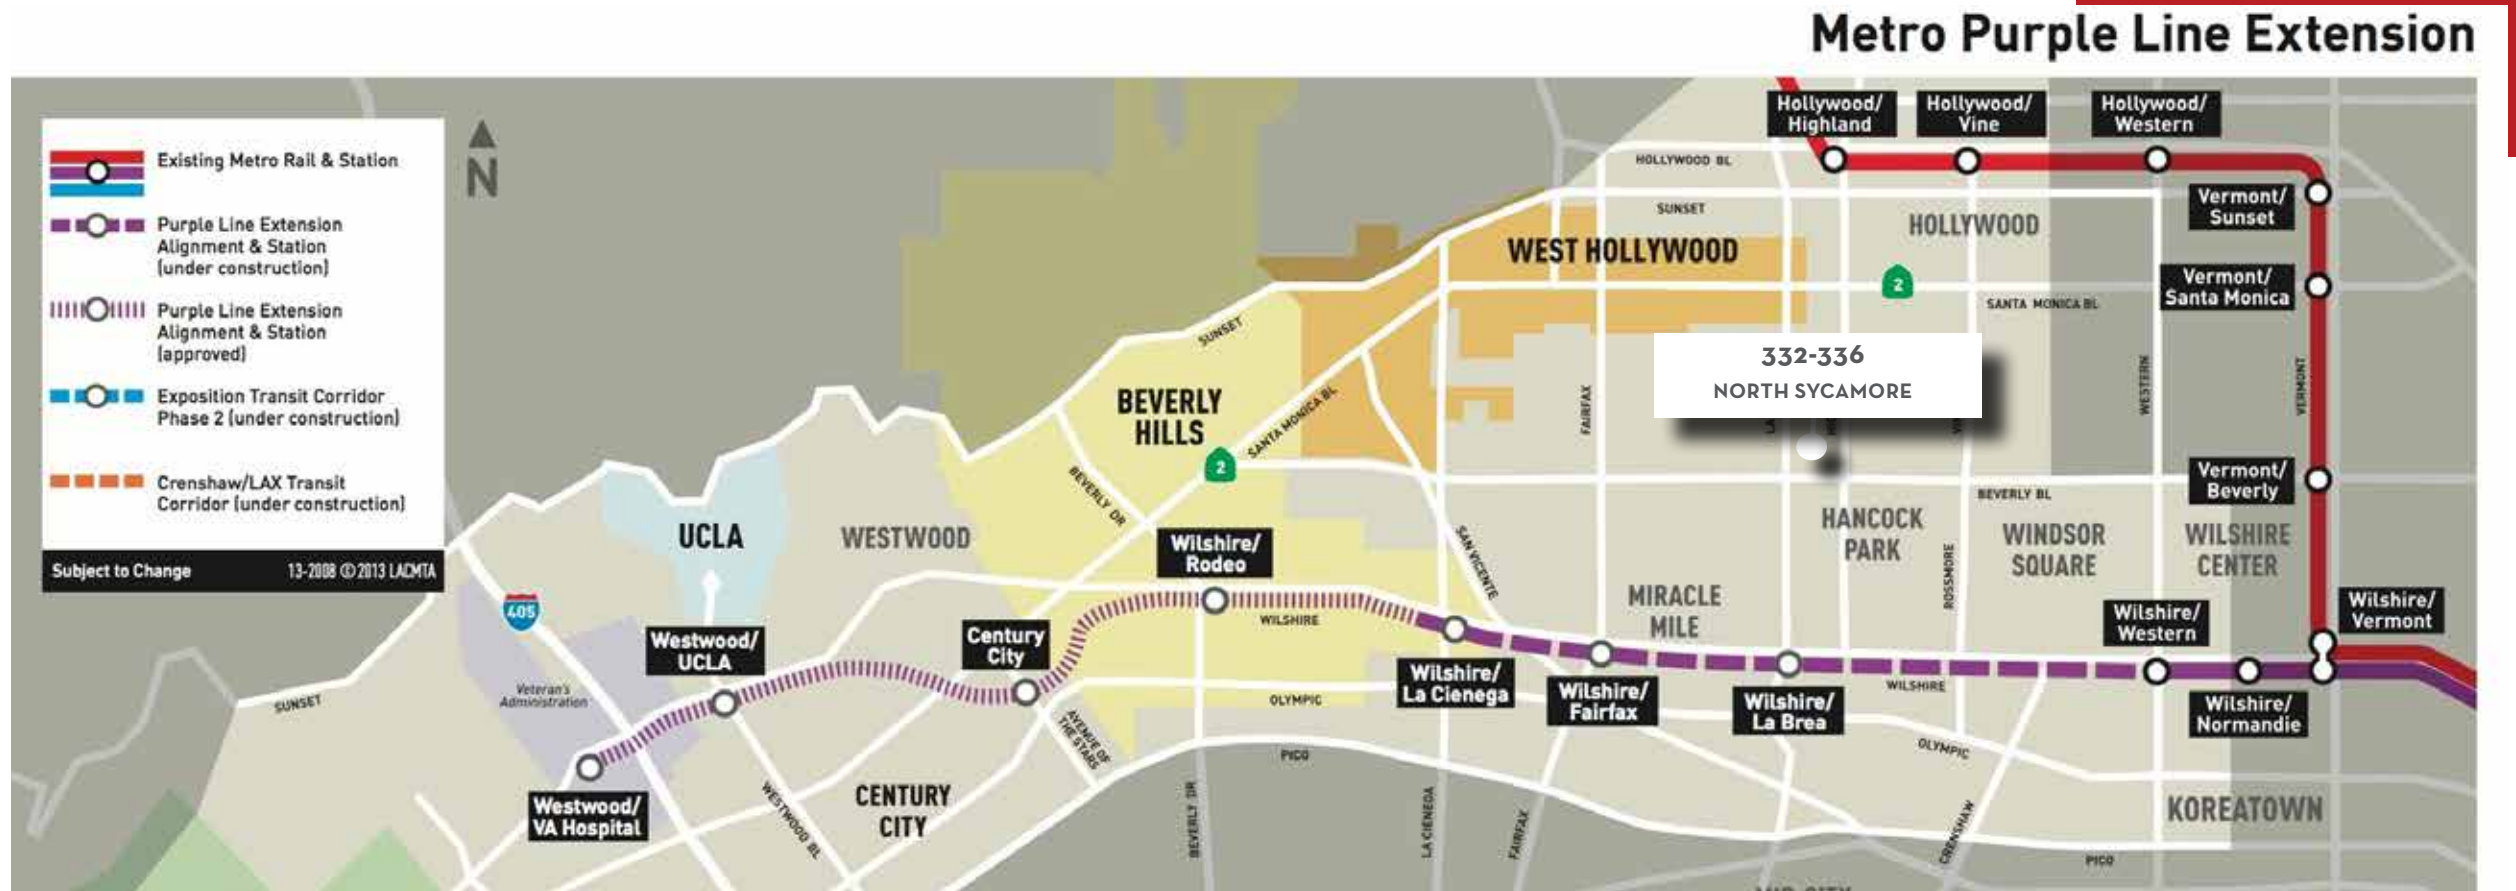 Metro Purple Line Extension
Existing Metro Rail & Station
Purple Line Extension
Alignment & Station
(under construction)
Purple Line Extension
Alignment & Station
(approved)
Exposition Transit Corridor
Phase 2 (under construction)
Crenshaw/LAX Transit
Corridor (under construction)
Subject to Change
13-2008 © 2013 LACMTA
N
Hollywood/
Highland
Hollywood/
Vine
Hollywood/
Western
HOLLYWOOD BL
SUNSET
Vermont/
Sunset
HOLLYWOOD
WEST HOLLYWOOD
2
Vermont/
Santa Monica
SANTA MONICA BL
SUNSET
332-336
NORTH SYCAMORE
BEVERLY
HILLS
SANTA MONICA BL
FAIRFAX
WESTERN
VERMONT
2
BEVERLY DR
Vermont/
Beverly
BEVERLY BL
UCLA
WESTWOOD
Wilshire/
Rodeo
SAN VICENTE
HANCOCK
PARK
WINDSOR
SQUARE
WILSHIRE
CENTER
ROSSMORE
405
MIRACLE
MILE
WILSHIRE
Westwood/
UCLA
Century
City
Wilshire/
Western
Wilshire/
Vermont
Veteran's
Administration
SUNSET
OLYMPIC
Wilshire/
La Cienega
Wilshire/
Fairfax
Wilshire/
La Brea
WILSHIRE
Wilshire/
Normandie
AVENUE OF
THE STARS
PICO
OLYMPIC
Westwood/
VA Hospital
WESTWOOD BL
CENTURY
CITY
BEVERLY DR
LA CIENEGA
FAIRFAX
CRENSHAW
KOREATOWN
PICO